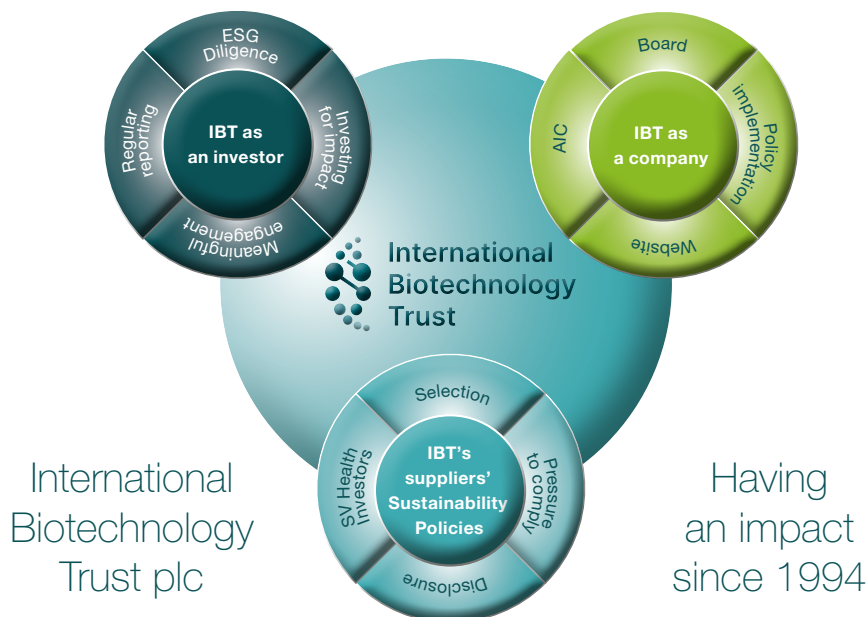 ESG
Diligence
Investing
for impact
Meaningful
engagement
Regular
reporting
IBT as
an investor
Board
Policy
implementation
Website
AIC
IBT as
a company
International
Biotechnology
Trust
Selection
Pressure
to comply
Disclosure
SV Health
Investors
IBT’s
suppliers’
Sustainability
Policies
International
Biotechnology
Trust plc
Having
an impact
since 1994